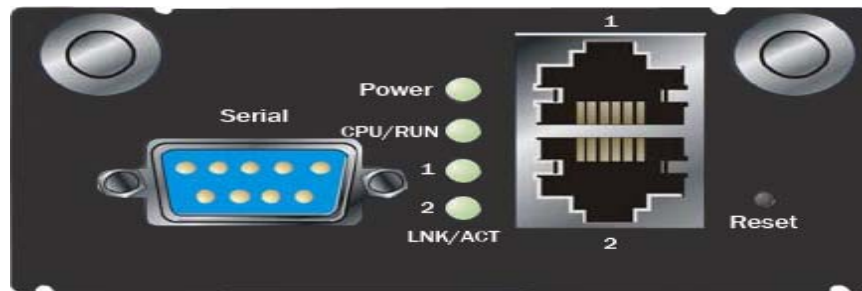 1
Power
Serial
CPU/RUN
1
2
LNK/ACT
Reset
2